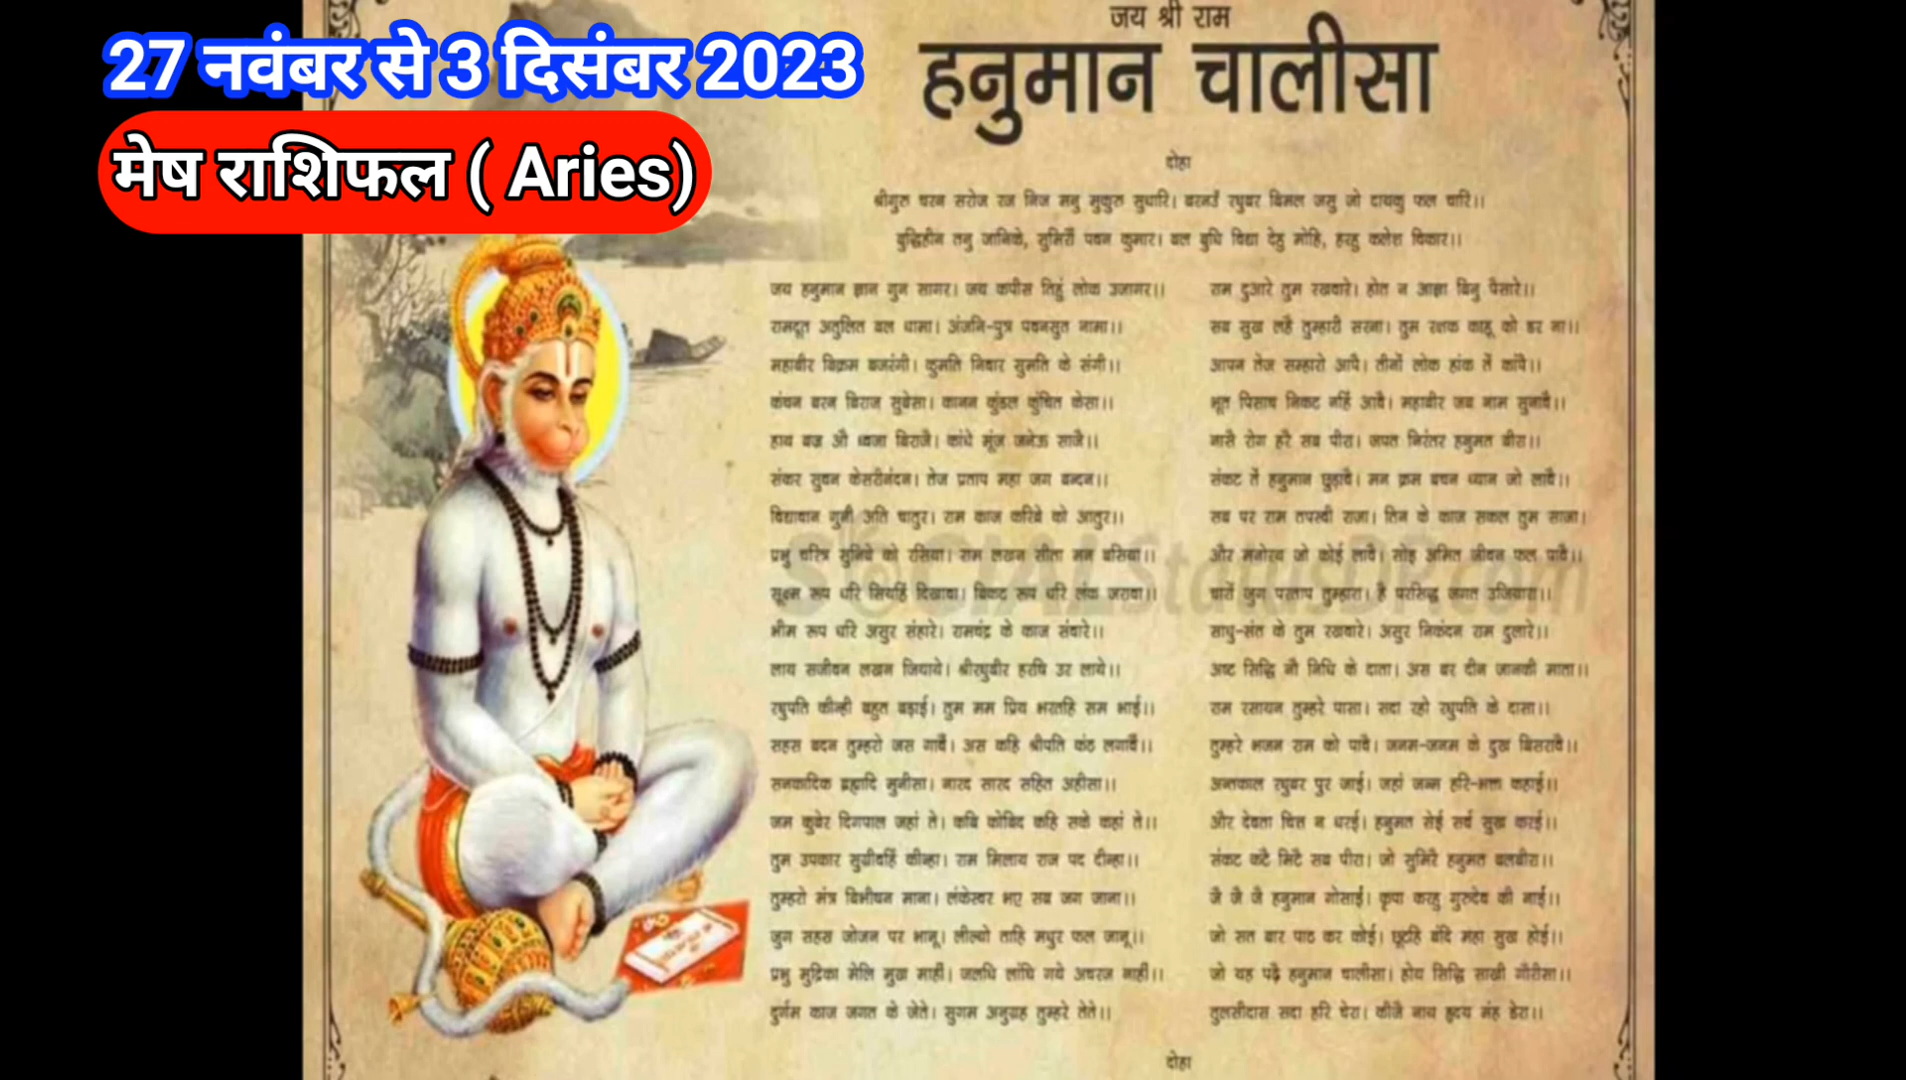 27 नवंबर से 3 दिसंबर 2023
मेष राशिफल ( Aries)
जय श्री राम
हनुमान चालीसा
दोहा
श्रीगुरु चरन सरोज रज निज मनु मुकुरु सुधारि। बरनउँ रघुबर बिमल जसु जो दायकु फल चारि।।
बुद्धिहीन तनु जानिके, सुमिरौं पवन कुमार। बल बुधि विद्या देहु मोहि, हरहु कलेश विकार।।
जय हनुमान ज्ञान गुन सागर। जय कपीस तिहुं लोक उजागर।।
रामदूत अतुलित बल धामा। अंजनि-पुत्र पवनसुत नामा।।
महाबीर बिक्रम बजरंगी। कुमति निवार सुमति के संगी।।
कंचन बरन बिराज सुबेसा। कानन कुंडल कुंचित केसा।।
हाथ बज्र औ ध्वजा बिराजै। कांधे मूंज जनेऊ साजै।।
संकर सुवन केसरीनंदन। तेज प्रताप महा जग बन्दन।।
विद्यावान गुनी अति चातुर। राम काज करिबे को आतुर।।
प्रभु चरित्र सुनिबे को रसिया। राम लखन सीता मन बसिया।।
सूक्ष्म रूप धरि सियहिं दिखावा। बिकट रूप धरि लंक जरावा।।
भीम रूप धरि असुर संहारे। रामचंद्र के काज संवारे।।
लाय सजीवन लखन जियाये। श्रीरघुबीर हरषि उर लाये।।
रघुपति कीन्ही बहुत बड़ाई। तुम मम प्रिय भरतहि सम भाई।।
सहस बदन तुम्हरो जस गावैं। अस कहि श्रीपति कंठ लगावैं।।
सनकादिक ब्रह्मादि मुनीसा। नारद सारद सहित अहीसा।।
जम कुबेर दिगपाल जहां ते। कबि कोबिद कहि सके कहां ते।।
तुम उपकार सुग्रीवहिं कीन्हा। राम मिलाय राज पद दीन्हा।।
तुम्हरो मंत्र बिभीषन माना। लंकेस्वर भए सब जग जाना।।
जुग सहस जोजन पर भानू। लील्यो ताहि मधुर फल जानू।।
प्रभु मुद्रिका मेलि मुख माहीं। जलधि लांघि गये अचरज नाहीं।।
दुर्गम काज जगत के जेते। सुगम अनुग्रह तुम्हरे तेते।।
राम दुआरे तुम रखवारे। होत न आज्ञा बिनु पैसारे।।
सब सुख लहै तुम्हारी सरना। तुम रक्षक काहू को डर ना।।
आपन तेज सम्हारो आपै। तीनों लोक हांक तें कांपै।।
भूत पिसाच निकट नहिं आवै। महाबीर जब नाम सुनावै।।
नासै रोग हरै सब पीरा। जपत निरंतर हनुमत बीरा।।
संकट तें हनुमान छुड़ावै। मन क्रम बचन ध्यान जो लावै।।
सब पर राम तपस्वी राजा। तिन के काज सकल तुम साजा।
और मनोरथ जो कोई लावै। सोइ अमित जीवन फल पावै।।
चारों जुग परताप तुम्हारा। है परसिद्ध जगत उजियारा।।
साधु-संत के तुम रखवारे। असुर निकंदन राम दुलारे।।
अष्ट सिद्धि नौ निधि के दाता। अस बर दीन जानकी माता।।
राम रसायन तुम्हरे पासा। सदा रहो रघुपति के दासा।।
तुम्हरे भजन राम को पावै। जनम-जनम के दुख बिसरावै।।
अन्तकाल रघुबर पुर जाई। जहां जन्म हरि-भक्त कहाई।।
और देवता चित्त न धरई। हनुमत सेई सर्ब सुख करई।।
संकट कटै मिटै सब पीरा। जो सुमिरै हनुमत बलबीरा।।
जै जै जै हनुमान गोसाईं। कृपा करहु गुरुदेव की नाईं।।
जो सत बार पाठ कर कोई। छूटहि बंदि महा सुख होई।।
जो यह पढ़ै हनुमान चालीसा। होय सिद्धि साखी गौरीसा।।
तुलसीदास सदा हरि चेरा। कीजै नाथ हृदय मंह डेरा।।
दोहा